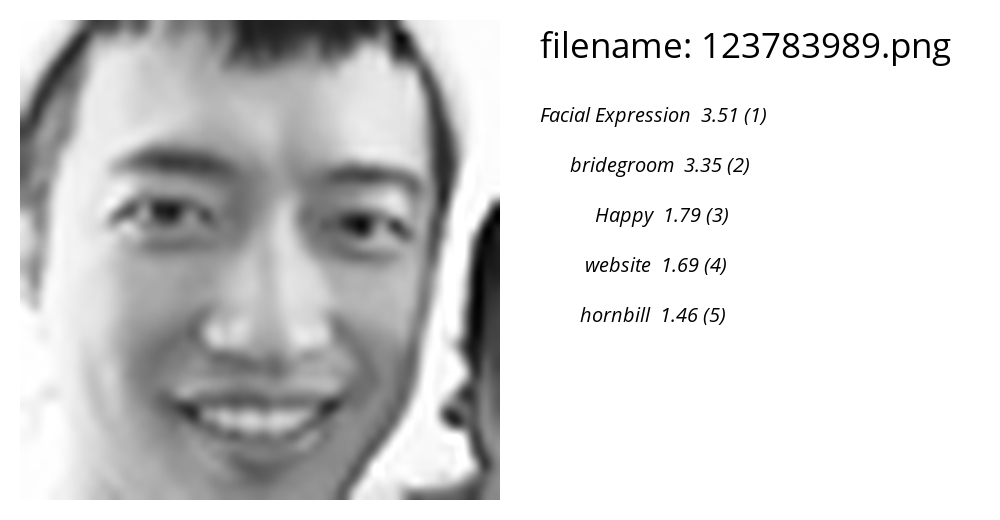 filename: 123783989.png
Facial Expression 3.51 (1)
bridegroom 3.35 (2)
Happy 1.79 (3)
website 1.69 (4)
hornbill 1.46 (5)